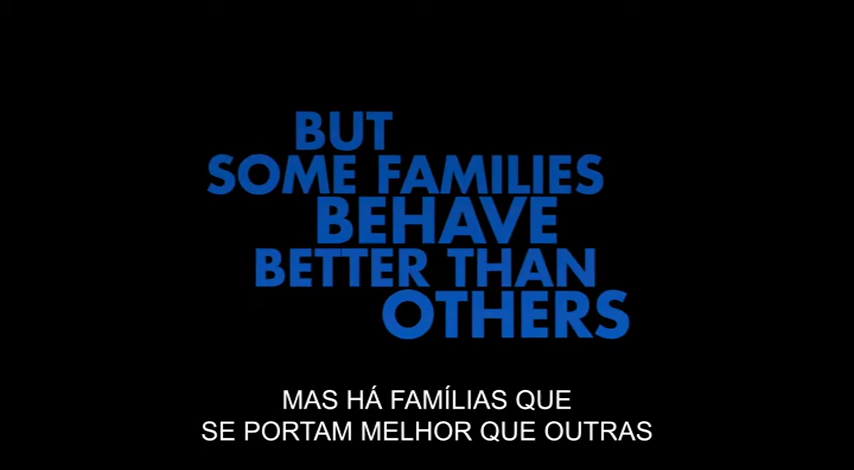 BUT
SOME FAMILIES
BEHAVE
BETTER THAN
OTHERS
MAS HÁ FAMÍLIAS QUE
SE PORTAM MELHOR QUE OUTRAS